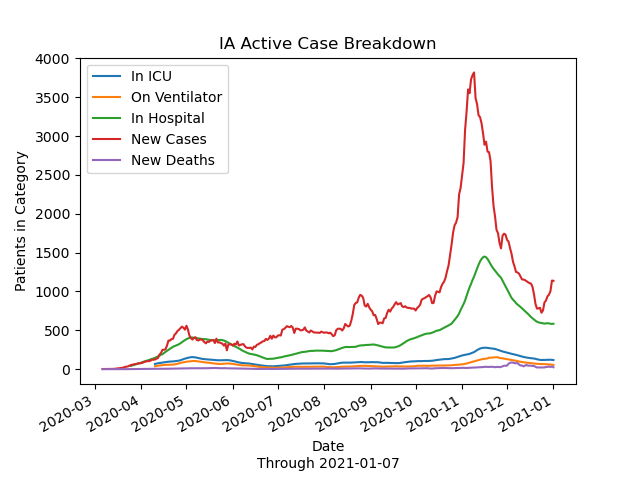 IA Active Case Breakdown
4000
3500
3000
2500
2000
1500
1000
500
0
Patients in Category
In ICU
On Ventilator
In Hospital
New Cases
New Deaths
2020-03
2020-04
2020-05
2020-06
2020-07
2020-08
2020-09
2020-10
2020-11
2020-12
2021-01
Date
Through 2021-01-07